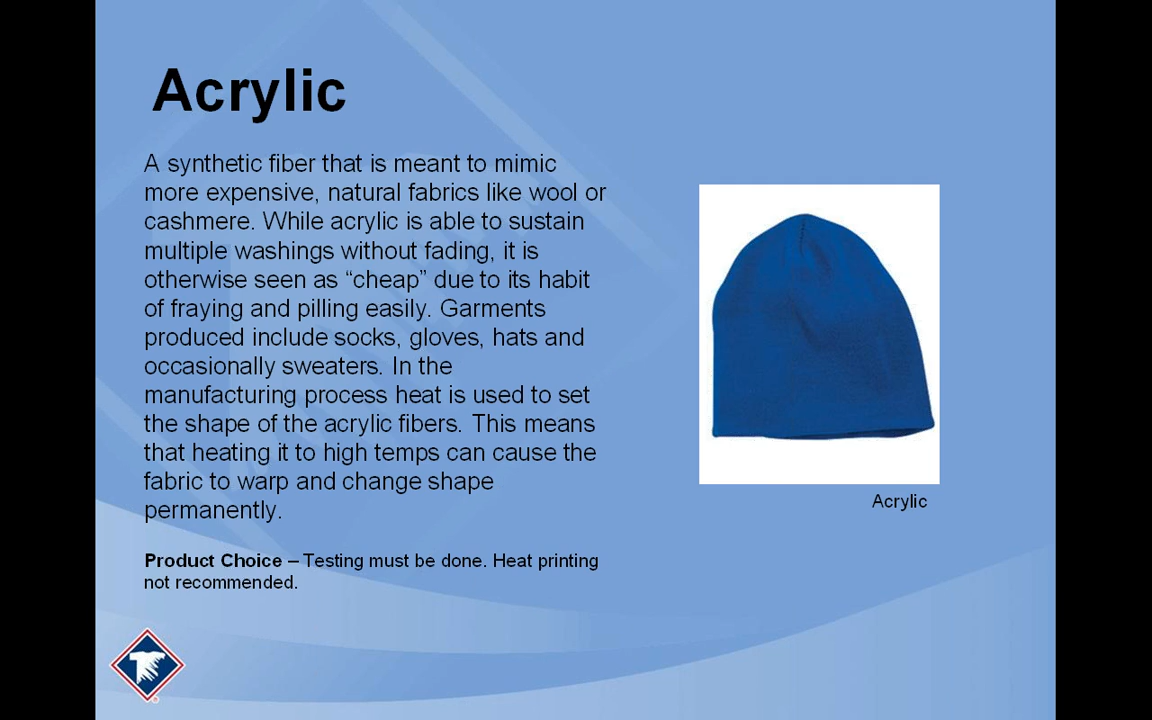 Acrylic
A synthetic fiber that is meant to mimic
more expensive, natural fabrics like wool or
cashmere. While acrylic is able to sustain
multiple washings without fading, it is
otherwise seen as “cheap” due to its habit
of fraying and pilling easily. Garments
produced include socks, gloves, hats and
occasionally sweaters. In the
manufacturing process heat is used to set
the shape of the acrylic fibers. This means
that heating it to high temps can cause the
fabric to warp and change shape
permanently.
Product Choice – Testing must be done. Heat printing
not recommended.
Acrylic